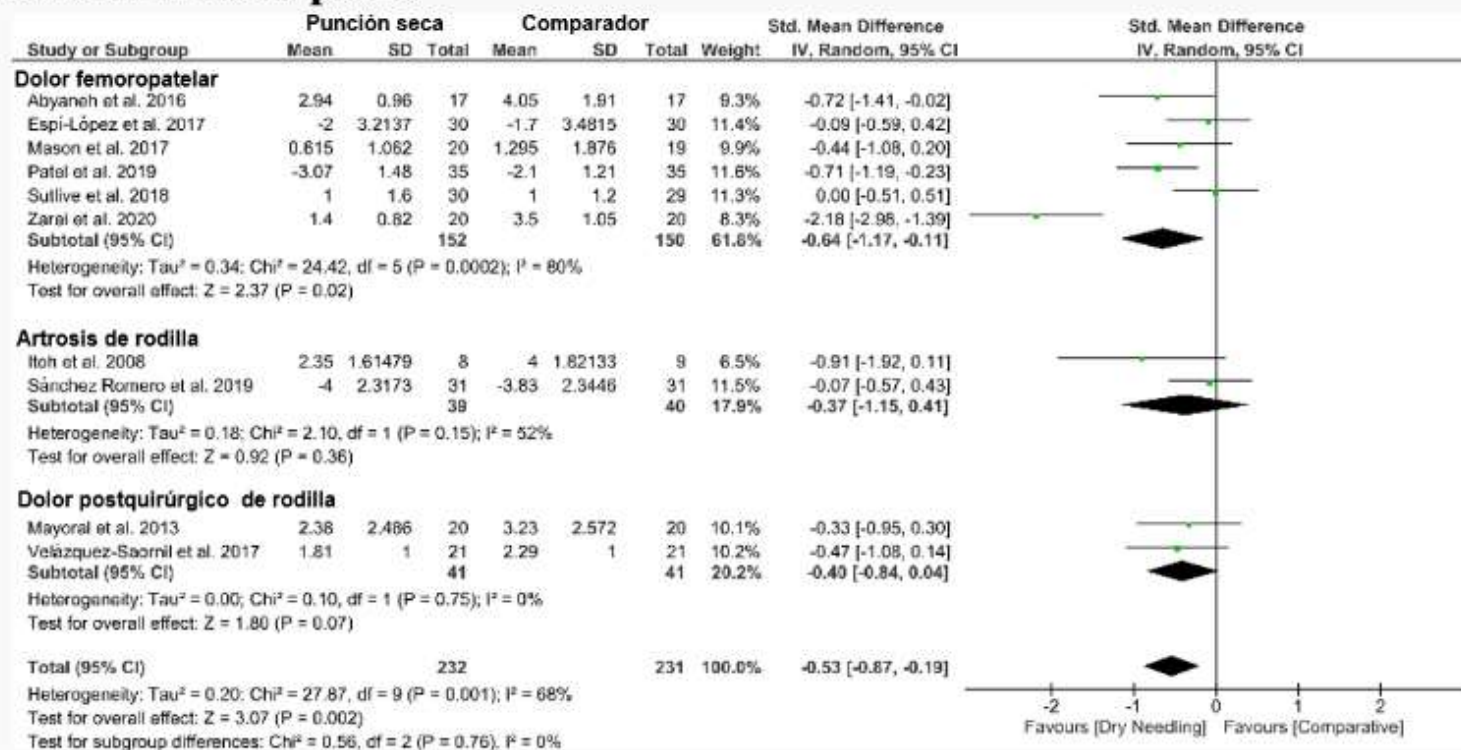 Punción seca Comparador Std. Mean Difference Std. Mean Difference
Study or Subgroup Mean SD Total Mean SD Total Weight IV, Random, 95% CI IV, Random, 95% CI
Dolor femoropatelar
Abyaneh et al. 2016 2.94 0.96 17 4.05 1.91 17 9.3% -0.72 [-1.41, -0.02]
Espí-López et al. 2017 -2 3.2137 30 -1.7 3.4815 30 11.4% -0.09 [-0.59, 0.42]
Mason et al. 2017 0.615 1.062 20 1.295 1.876 19 9.9% -0.44 [-1.08, 0.20]
Patel et al. 2019 -3.07 1.48 35 -2.1 1.21 35 11.6% -0.71 [-1.19, -0.23]
Sutlive et al. 2018 1 1.6 30 1 1.2 29 11.3% 0.00 [-0.51, 0.51]
Zarei et al. 2020 1.4 0.82 20 3.5 1.05 20 8.3% -2.18 [-2.98, -1.39]
Subtotal (95% CI) 152 150 61.8% -0.64 [-1.17, -0.11]
Heterogeneity: Tau² = 0.34; Chi² = 24.42, df = 5 (P = 0.0002); I² = 80%
Test for overall effect: Z = 2.37 (P = 0.02)
Artrosis de rodilla
Itoh et al. 2008 2.35 1.61479 8 4 1.82133 9 6.5% -0.91 [-1.92, 0.11]
Sánchez Romero et al. 2019 -4 2.3173 31 -3.83 2.3446 31 11.5% -0.07 [-0.57, 0.43]
Subtotal (95% CI) 39 40 17.9% -0.37 [-1.15, 0.41]
Heterogeneity: Tau² = 0.18; Chi² = 2.10, df = 1 (P = 0.15); I² = 52%
Test for overall effect: Z = 0.92 (P = 0.36)
Dolor postquirúrgico de rodilla
Mayoral et al. 2013 2.38 2.486 20 3.23 2.572 20 10.1% -0.33 [-0.95, 0.30]
Velázquez-Saornil et al. 2017 1.81 1 21 2.29 1 21 10.2% -0.47 [-1.08, 0.14]
Subtotal (95% CI) 41 41 20.2% -0.40 [-0.84, 0.04]
Heterogeneity: Tau² = 0.00; Chi² = 0.10, df = 1 (P = 0.75); I² = 0%
Test for overall effect: Z = 1.80 (P = 0.07)
Total (95% CI) 232 231 100.0% -0.53 [-0.87, -0.19]
Heterogeneity: Tau² = 0.20; Chi² = 27.87, df = 9 (P = 0.001); I² = 68%
Test for overall effect: Z = 3.07 (P = 0.002)
Test for subgroup differences: Chi² = 0.56, df = 2 (P = 0.76), I² = 0%
-2 -1 0 1 2
Favours [Dry Needling] Favours [Comparative]